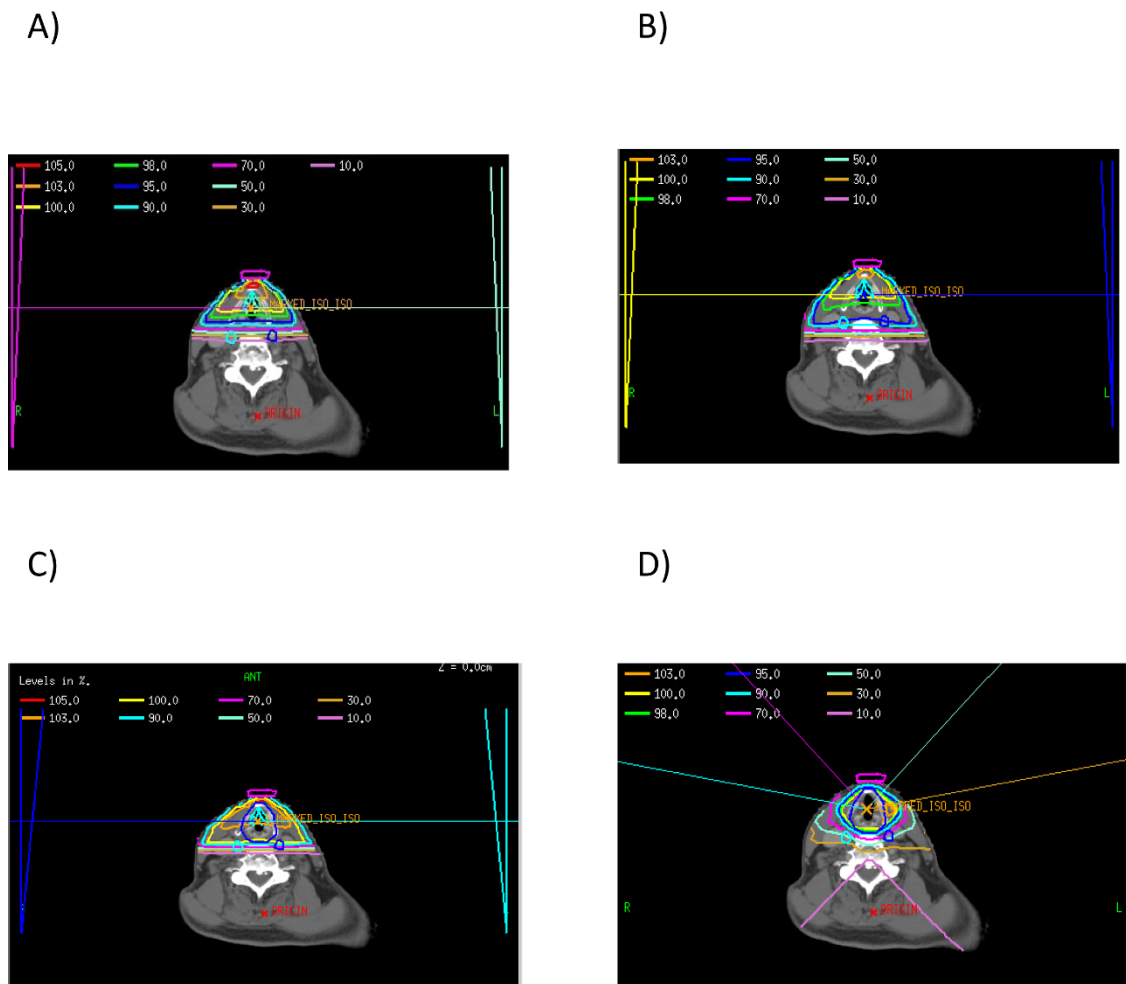 A)
B)
105.0 98.0 70.0 10.0
103.0 95.0 50.0
100.0 90.0 30.0
MARKED_ISO_ISO
R
L
ORIGIN
103.0 95.0 50.0
100.0 90.0 30.0
98.0 70.0 10.0
MARKED_ISO_ISO
R
L
ORIGIN
C)
D)
Z = 0.0cm
Levels in %.
ANT
105.0 100.0 70.0 30.0
103.0 90.0 50.0 10.0
MARKED_ISO_ISO
ORIGIN
103.0 95.0 50.0
100.0 90.0 30.0
98.0 70.0 10.0
MARKED_ISO_ISO
R
L
ORIGIN